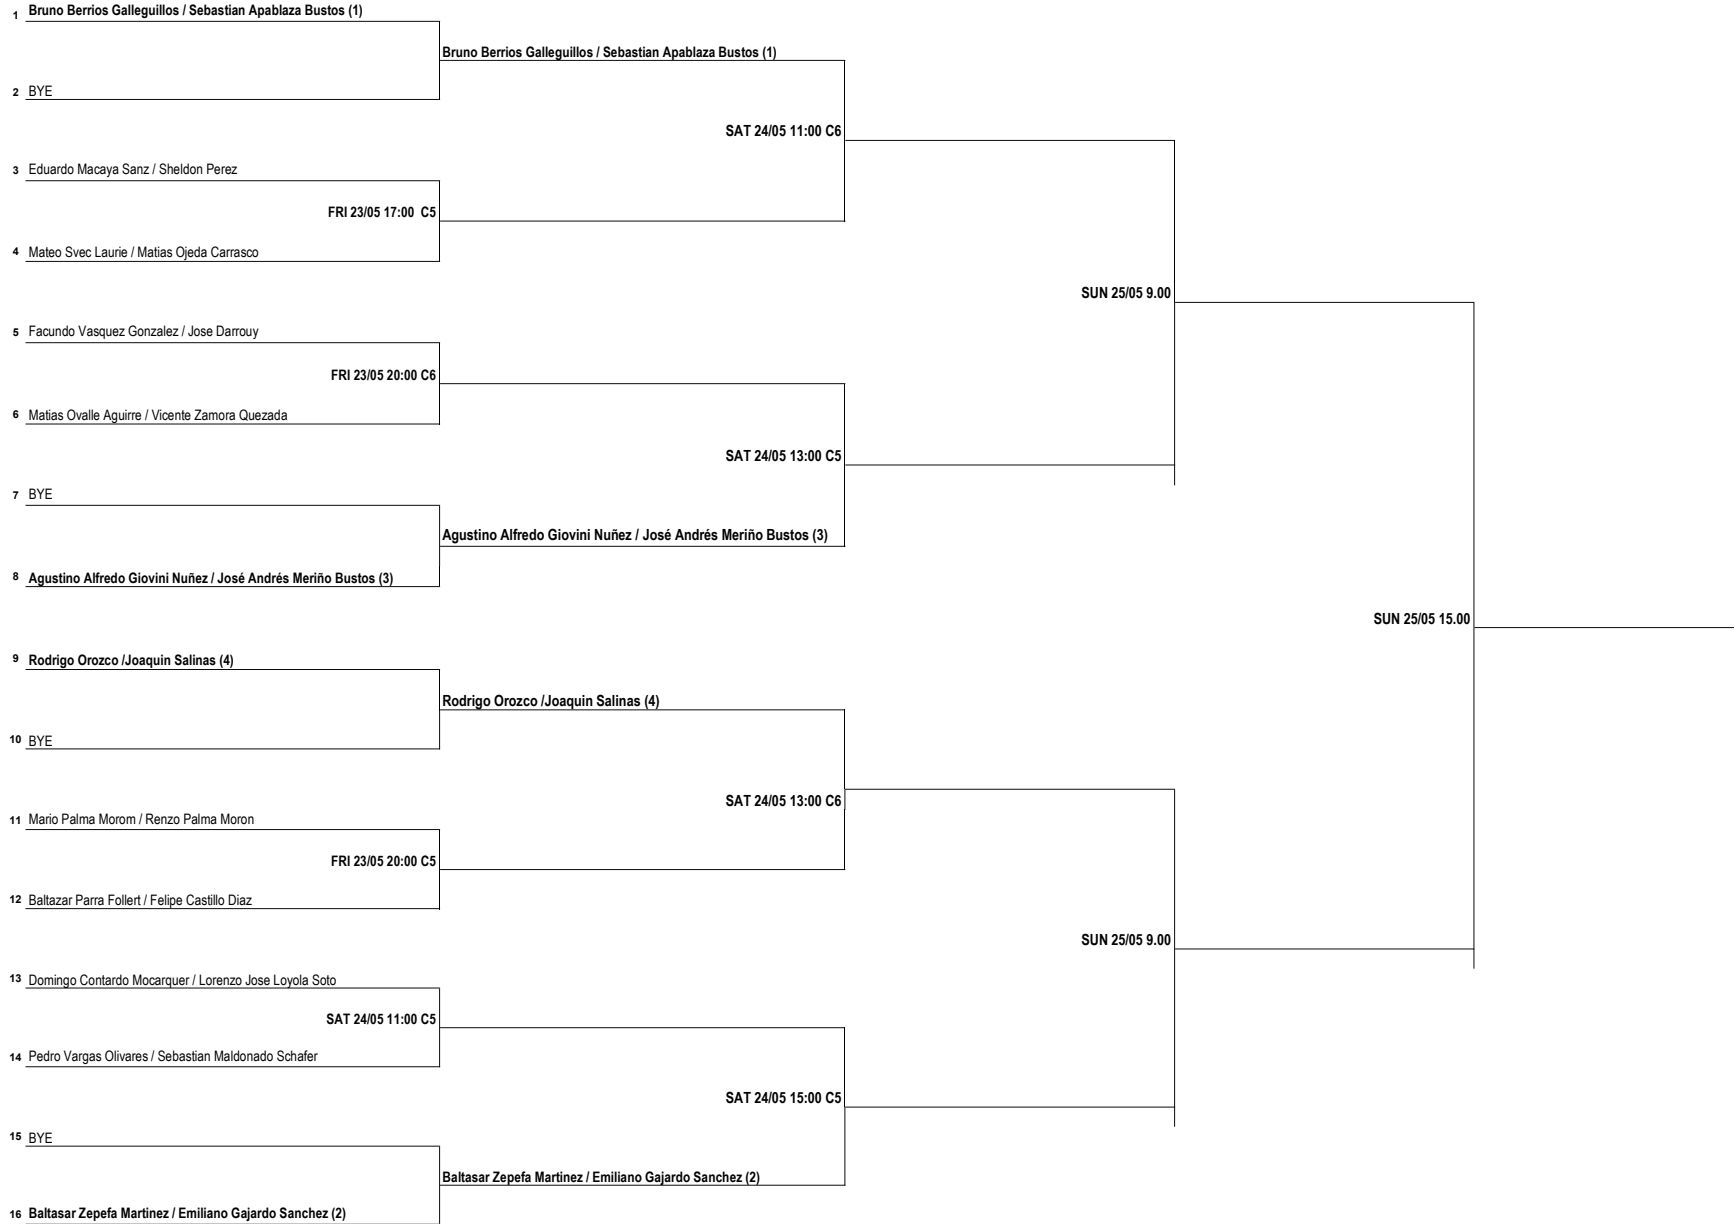 1 Bruno Berrios Galleguillos / Sebastian Apablaza Bustos (1)
Bruno Berrios Galleguillos / Sebastian Apablaza Bustos (1)
2 BYE
SAT 24/05 11:00 C6
3 Eduardo Macaya Sanz / Sheldon Perez
FRI 23/05 17:00 C5
4 Mateo Svec Laurie / Matias Ojeda Carrasco
SUN 25/05 9.00
5 Facundo Vasquez Gonzalez / Jose Darrouy
FRI 23/05 20:00 C6
6 Matias Ovalle Aguirre / Vicente Zamora Quezada
SAT 24/05 13:00 C5
7 BYE
Agustino Alfredo Giovini Nuñez / José Andrés Meriño Bustos (3)
8 Agustino Alfredo Giovini Nuñez / José Andrés Meriño Bustos (3)
SUN 25/05 15.00
9 Rodrigo Orozco /Joaquin Salinas (4)
Rodrigo Orozco /Joaquin Salinas (4)
10 BYE
SAT 24/05 13:00 C6
11 Mario Palma Morom / Renzo Palma Moron
FRI 23/05 20:00 C5
12 Baltazar Parra Follert / Felipe Castillo Diaz
SUN 25/05 9.00
13 Domingo Contardo Mocarquer / Lorenzo Jose Loyola Soto
SAT 24/05 11:00 C5
14 Pedro Vargas Olivares / Sebastian Maldonado Schafer
SAT 24/05 15:00 C5
15 BYE
Baltasar Zepefa Martinez / Emiliano Gajardo Sanchez (2)
16 Baltasar Zepefa Martinez / Emiliano Gajardo Sanchez (2)